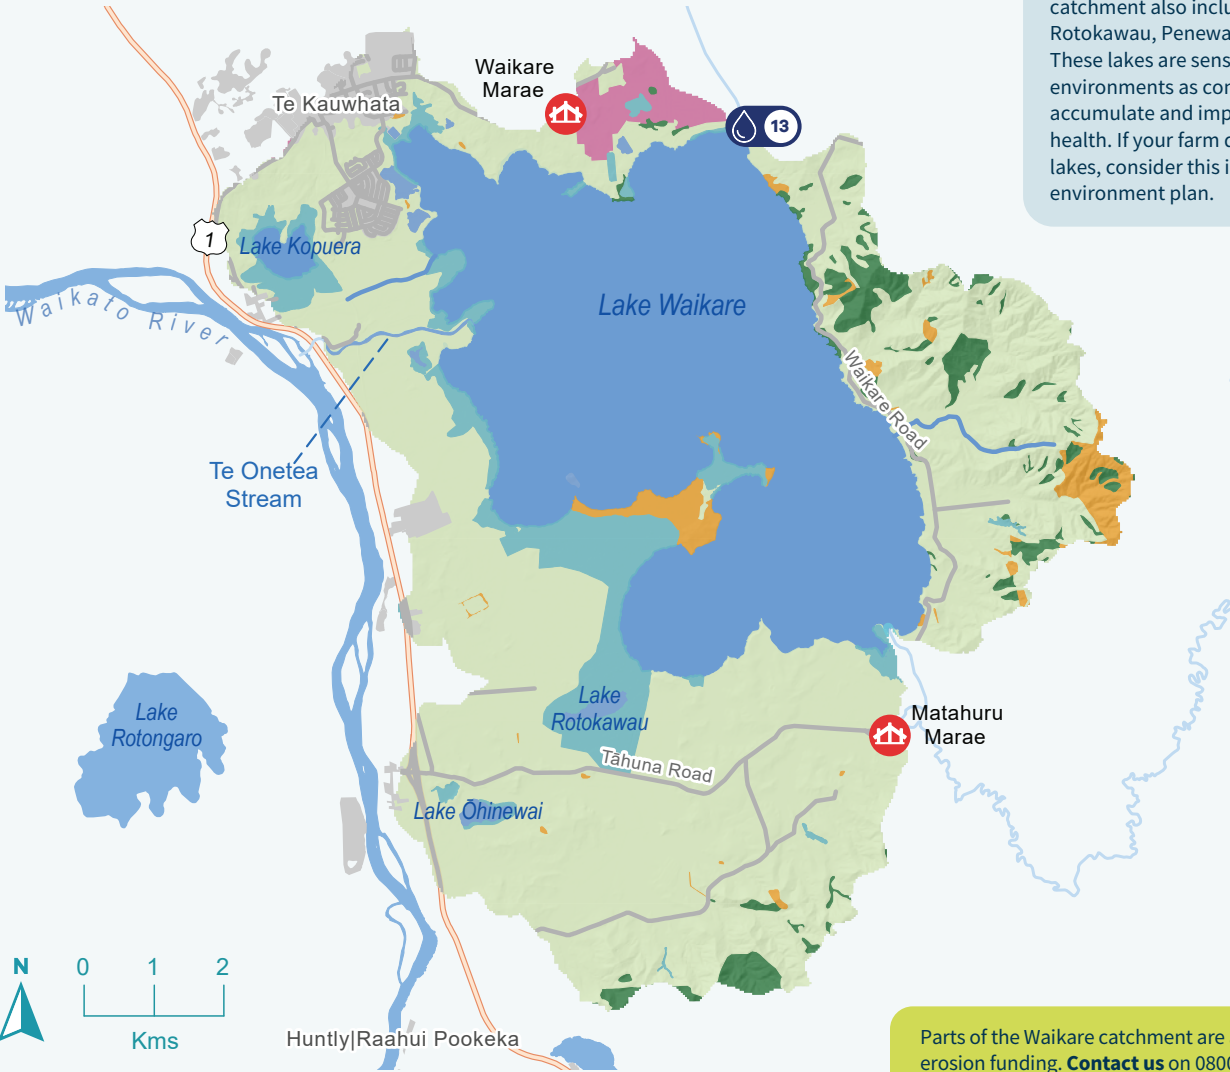 catchment also inclu
Rotokawau, Penewa
These lakes are sens
environments as con
accumulate and imp
health. If your farm d
lakes, consider this i
environment plan.
Waikare
Marae
Te Kauwhata
13
1
Lake Kopuera
Lake Waikare
Waikato River
Waikare Road
Te Onetea
Stream
Lake
Rotongaro
Lake
Rotokawau
Matahuru
Marae
Tāhuna Road
Lake Ōhinewai
N
0 1 2
Kms
Huntly|Raahui Pookeka
Parts of the Waikare catchment are
erosion funding. Contact us on 0800